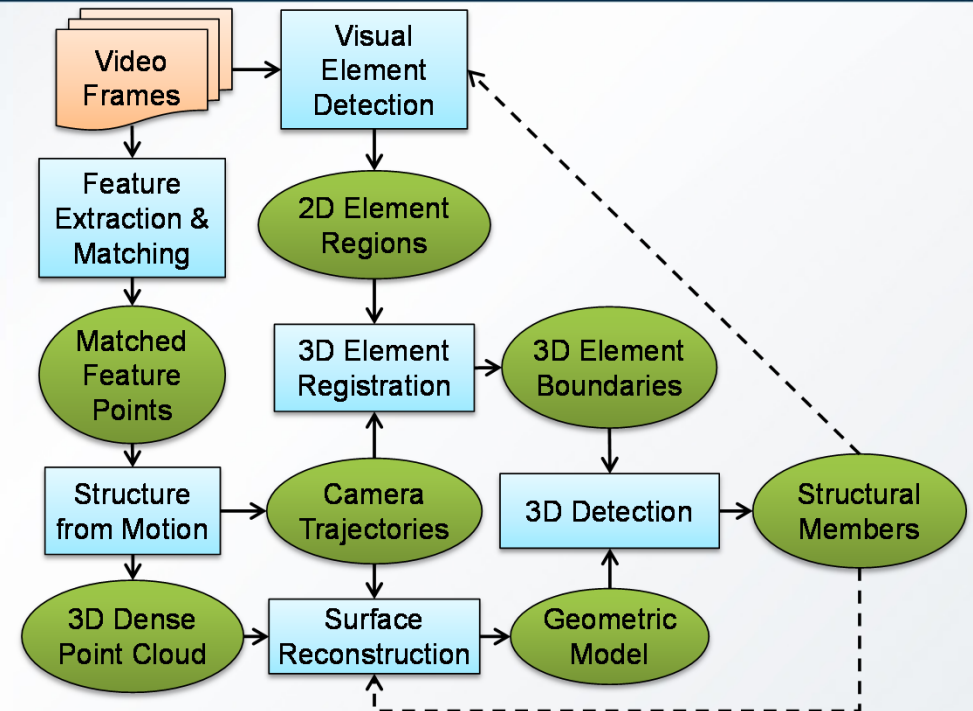 Video
Frames
Visual
Element
Detection
Feature
Extraction &
Matching
2D Element
Regions
Matched
Feature
Points
3D Element
Registration
3D Element
Boundaries
Structure
from Motion
Camera
Trajectories
3D Detection
Structural
Members
3D Dense
Point Cloud
Surface
Reconstruction
Geometric
Model